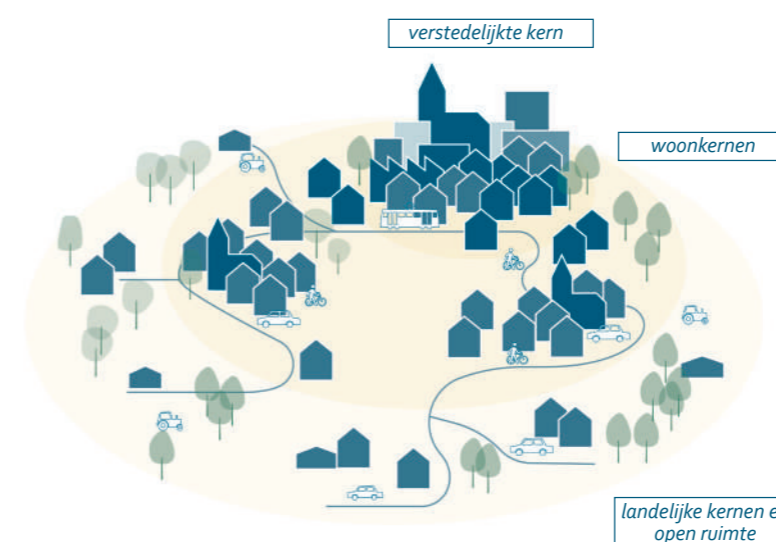 verstedelijkte kern
woonkernen
landelijke kernen e
open ruimte